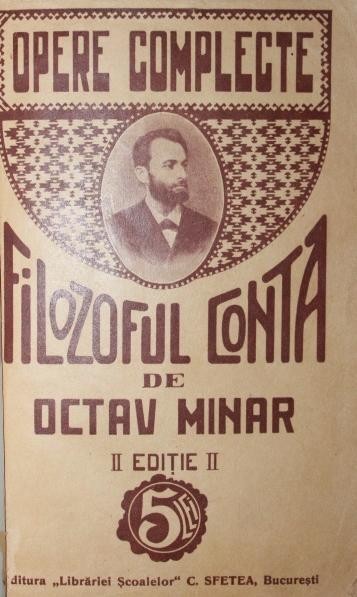 OPERE COMPLECTE
FILOZOFUL CONTA
DE
OCTAV MINAR
II EDIȚIE II
5 LEI
ditura „Librăriei Școalelor“ C. SFETEA, București